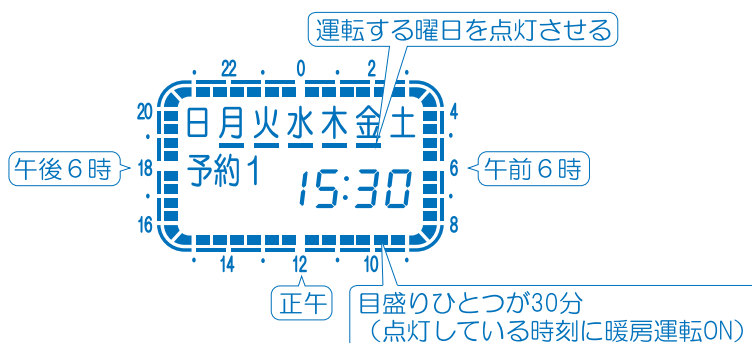 運転する曜日を点灯させる
22 ・ 0 ・ 2
20 日月火水木金土 4
予約1
午後6時 18 15:30 6 午前6時
16 8
14 ・ 12 ・ 10
正午
目盛りひとつが30分
(点灯している時刻に暖房運転ON)